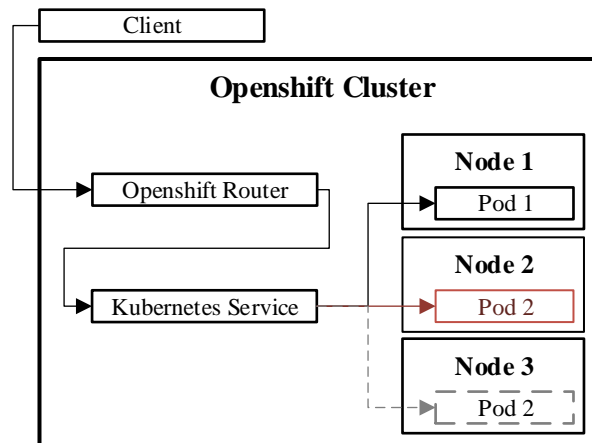 Client
Openshift Cluster
Openshift Router
Kubernetes Service
Node 1
Pod 1
Node 2
Pod 2
Node 3
Pod 2